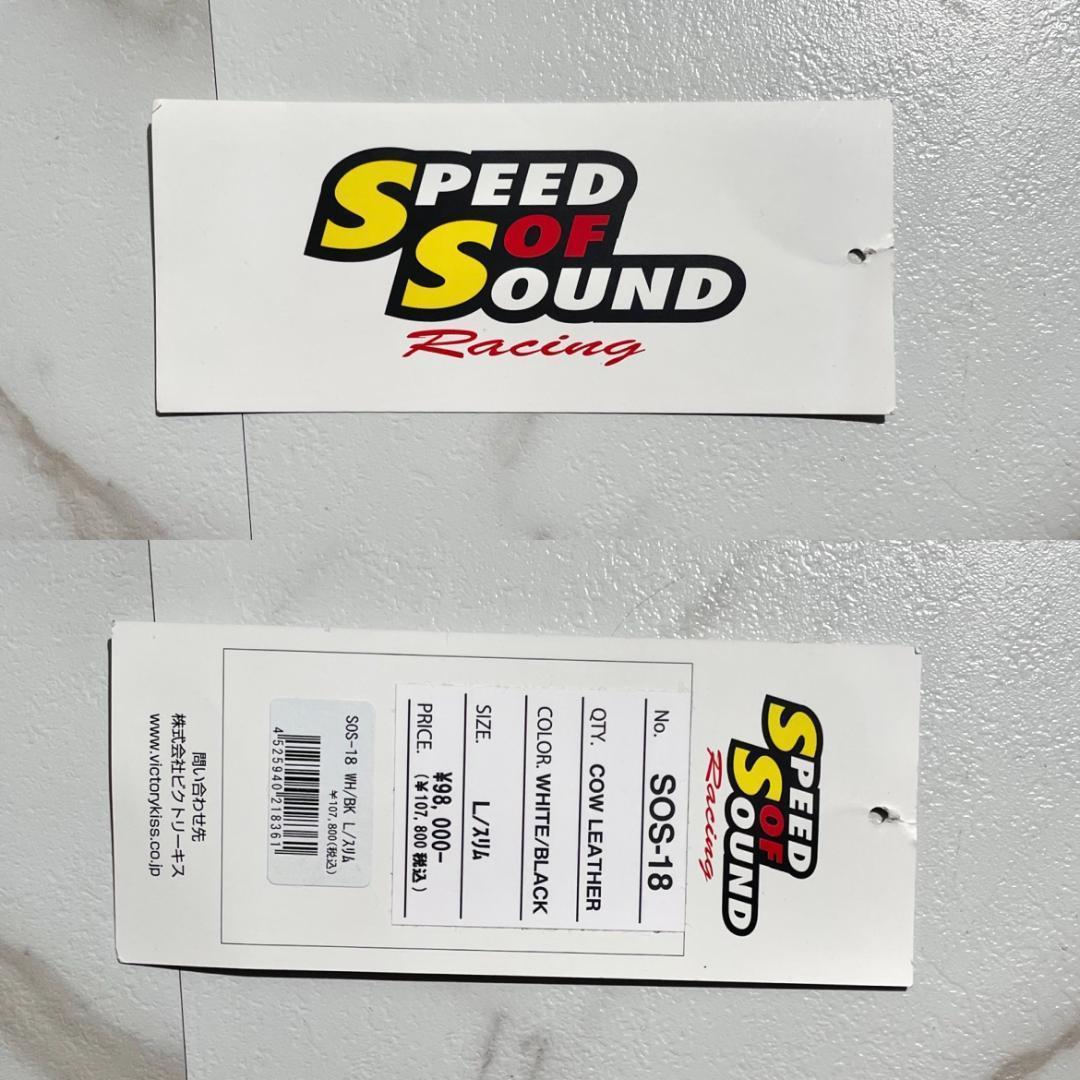 SPEED
OF
SOUND
Racing
SPEED
OF
SOUND
Racing
No. SOS-18
QTY. COW LEATHER
COLOR. WHITE/BLACK
SIZE. L/スリム
PRICE. ¥98,000-
(¥107,800税込)
SOS-18 WH/BK L/スリム
¥107,800(税込)
4525940218361
問い合わせ先
株式会社ビクトリーキス
www.victorykiss.co.jp